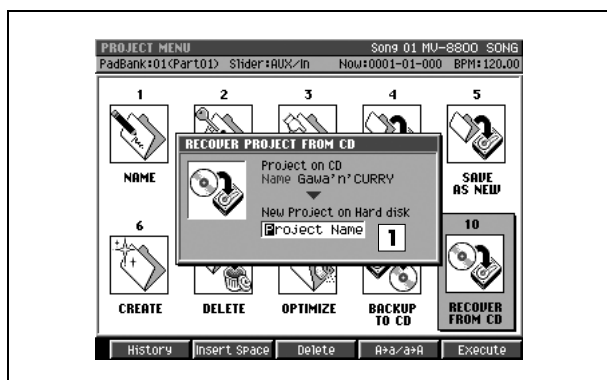 PROJECT MENU Song 01 MV-8800 SONG
PadBank:01(Part01) Slider:AUX/In Now:0001-01-000 BPM:120.00
1 2 3 4 5
RECOVER PROJECT FROM CD
Project on CD
Name Gawa'n'CURRY
New Project on Hard disk
Project Name 1
NAME SAVE AS NEW
6 10
CREATE DELETE OPTIMIZE BACKUP TO CD RECOVER FROM CD
History Insert Space Delete A→a/a→A Execute